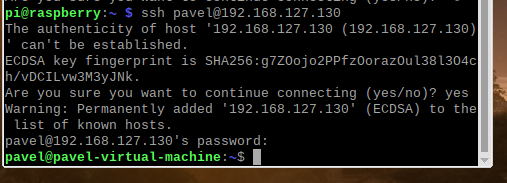 pi@raspberry:~ $ ssh pavel@192.168.127.130
The authenticity of host '192.168.127.130 (192.168.127.130)
' can't be established.
ECDSA key fingerprint is SHA256:g7ZOojo2PPfzOorazOul38l3O4c
h/vDCILvw3M3yJNk.
Are you sure you want to continue connecting (yes/no)? yes
Warning: Permanently added '192.168.127.130' (ECDSA) to the
 list of known hosts.
pavel@192.168.127.130's password:
pavel@pavel-virtual-machine:~$